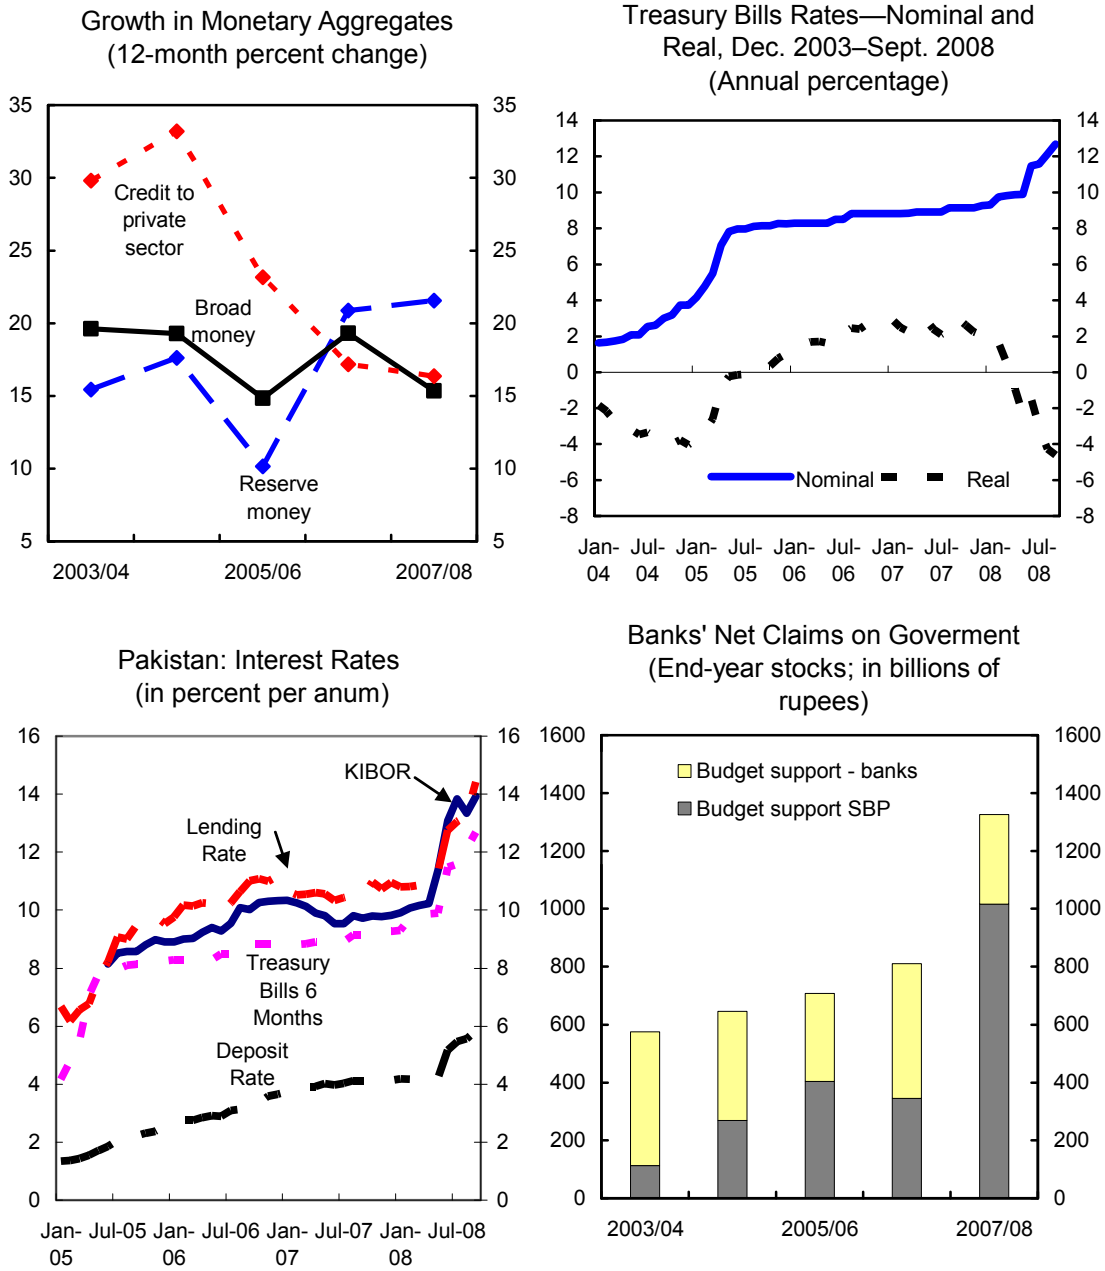 Growth in Monetary Aggregates
(12-month percent change)
35
30
25
20
15
10
5
35
30
25
20
15
10
5
Credit to
private
sector
Broad
money
Reserve
money
2003/04 2005/06 2007/08
Treasury Bills Rates—Nominal and
Real, Dec. 2003–Sept. 2008
(Annual percentage)
14
12
10
8
6
4
2
0
-2
-4
-6
-8
14
12
10
8
6
4
2
0
-2
-4
-6
-8
Nominal Real
Jan- Jul- Jan- Jul- Jan- Jul- Jan- Jul- Jan- Jul-
04 04 05 05 06 06 07 07 08 08
Pakistan: Interest Rates
(in percent per anum)
16
14
12
10
8
6
4
2
0
16
14
12
10
8
6
4
2
0
KIBOR
Lending
Rate
Treasury
Bills 6
Months
Deposit
Rate
Jan- Jul-05 Jan- Jul-06 Jan- Jul-07 Jan- Jul-08
05 06 07 08
Banks' Net Claims on Goverment
(End-year stocks; in billions of
rupees)
1600
1400
1200
1000
800
600
400
200
0
1600
1400
1200
1000
800
600
400
200
0
Budget support - banks
Budget support SBP
2003/04 2005/06 2007/08